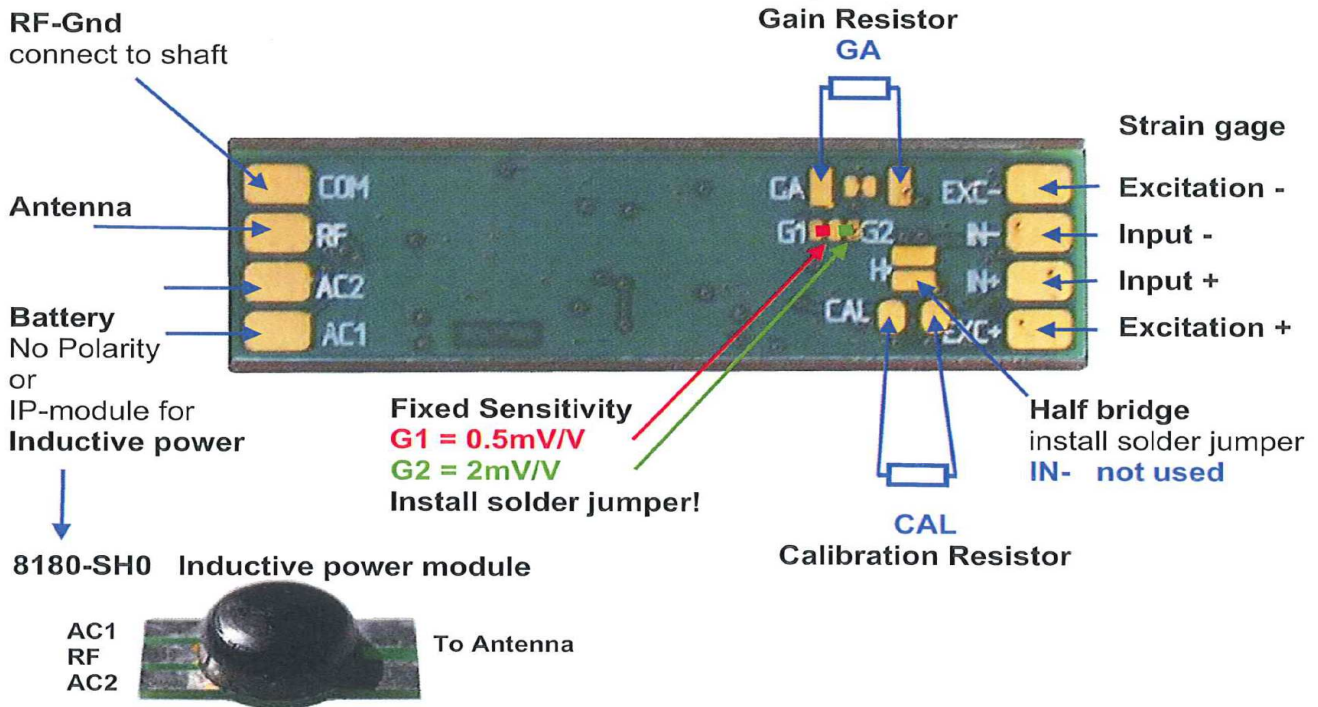 RF-Gnd
connect to shaft
Gain Resistor
GA
Strain gage
COM
GA
EXC-
Excitation -
Antenna
RF
G1
G2
IN-
Input -
AC2
H
IN+
Input +
Battery
No Polarity
or
IP-module for
Inductive power
AC1
CAL
EXC+
Excitation +
Fixed Sensitivity
G1 = 0.5mV/V
G2 = 2mV/V
Install solder jumper!
Half bridge
install solder jumper
IN- not used
CAL
Calibration Resistor
8180-SH0 Inductive power module
AC1
RF
AC2
To Antenna